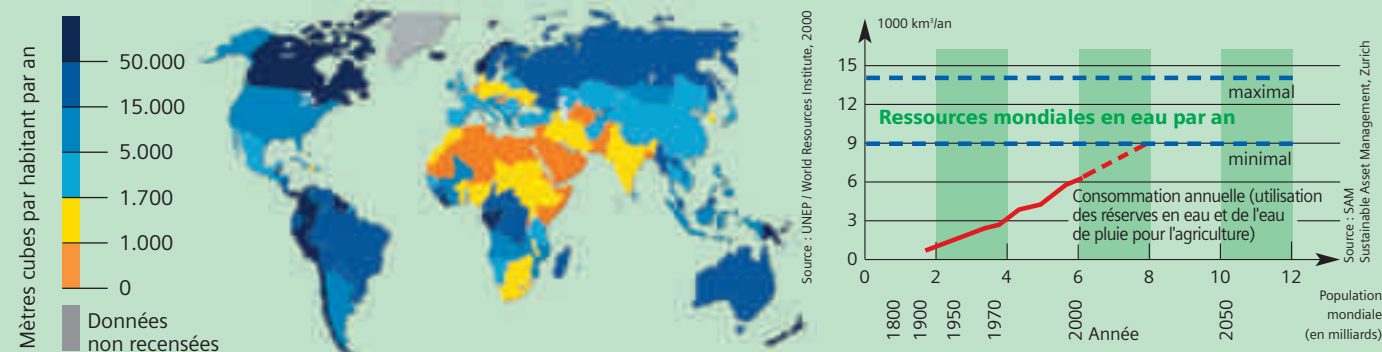 Mètres cubes par habitant par an
50.000
15.000
5.000
1.700
1.000
0
Données
non recensées
Source : UNEP / World Resources Institute, 2000
1000 km³/an
15
12
9
6
3
0
maximal
Ressources mondiales en eau par an
minimal
Consommation annuelle (utilisation
des réserves en eau et de l'eau
de pluie pour l'agriculture)
0 2 4 6 8 10 12
1800 1900 1950 1970 2000 Année 2050
Population
mondiale
(en milliards)
Source : SAM
Sustainable Asset Management, Zurich